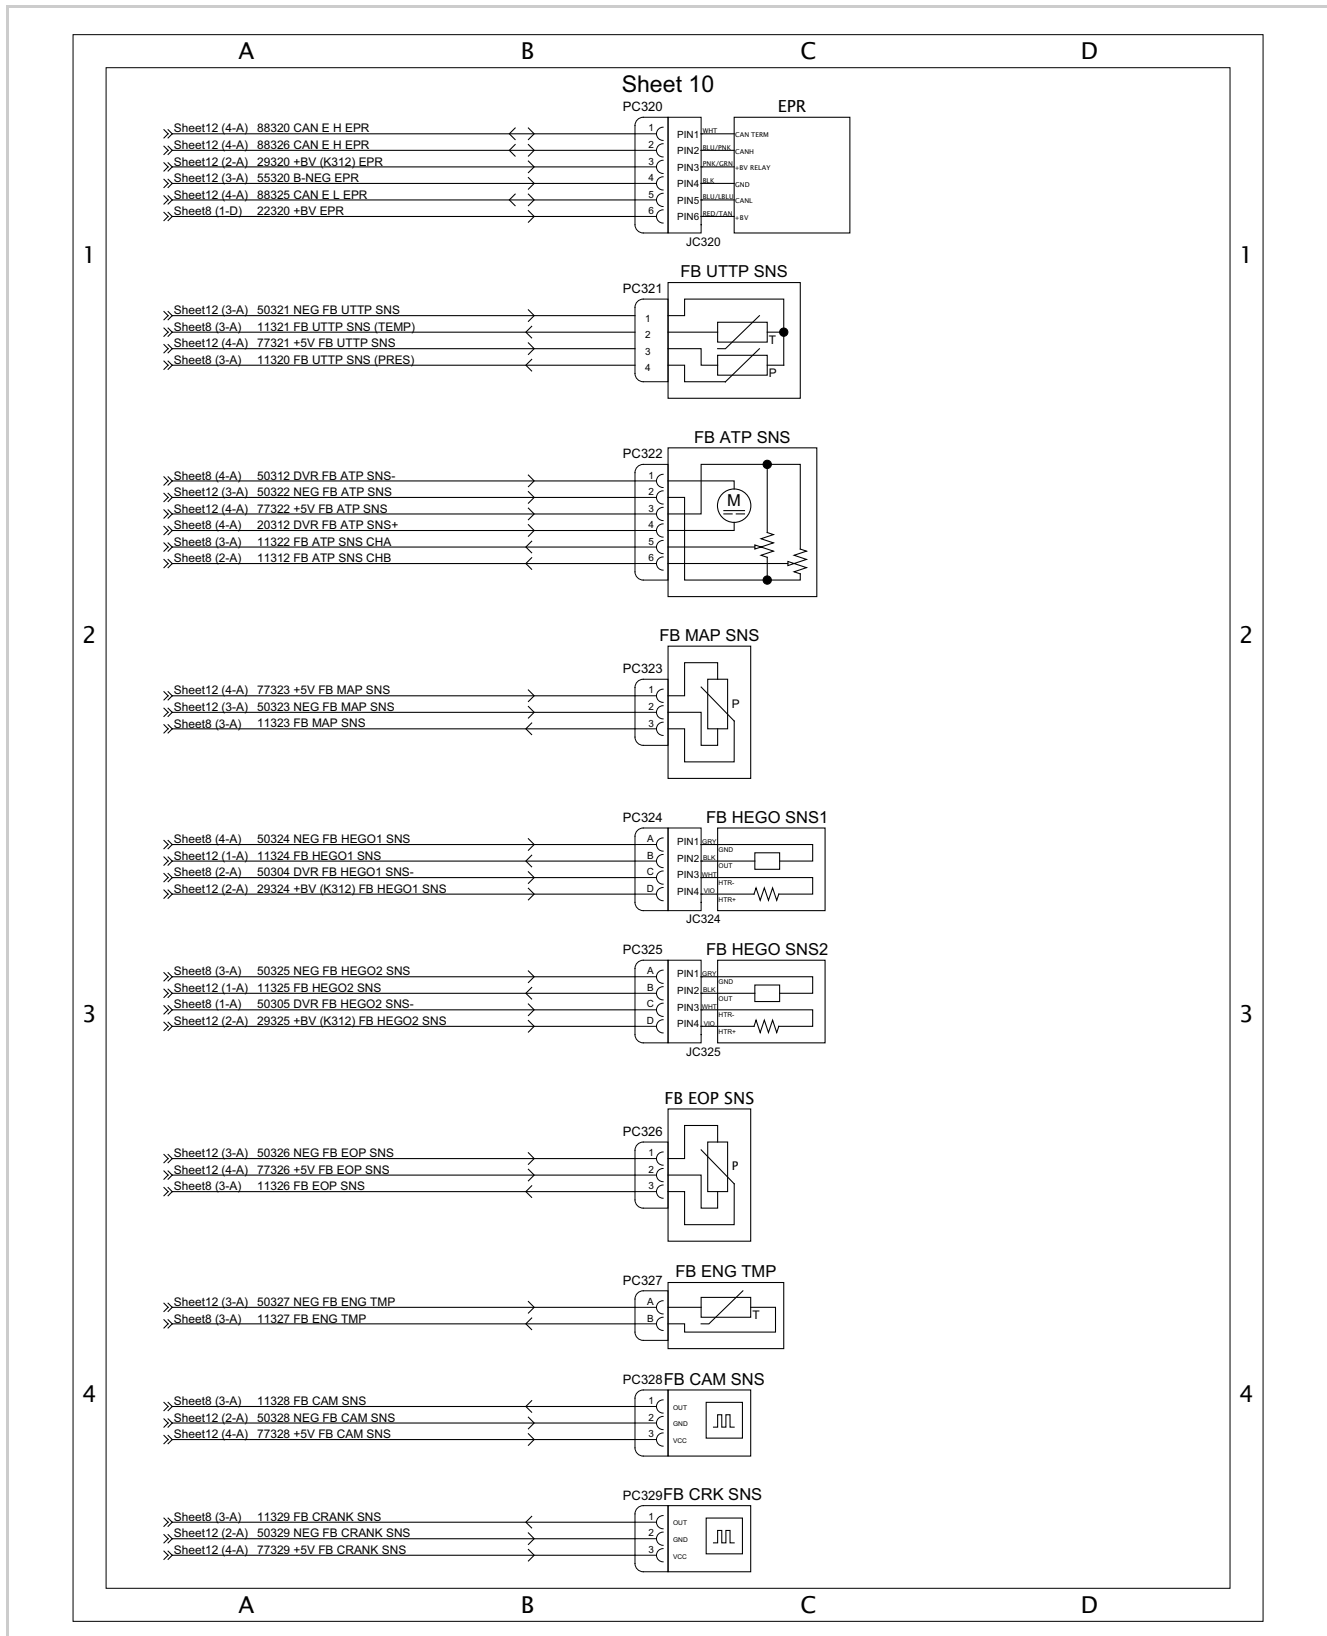 A B C D
Sheet 10
PC320 EPR
Sheet12 (4-A) 88320 CAN E H EPR 1 PIN1 WHT CAN TERM
Sheet12 (4-A) 88326 CAN E H EPR 2 PIN2 BLU/PNK CANH
Sheet12 (2-A) 29320 +BV (K312) EPR 3 PIN3 PNK/GRN +BV RELAY
Sheet12 (3-A) 55320 B-NEG EPR 4 PIN4 BLK GND
Sheet12 (4-A) 88325 CAN E L EPR 5 PIN5 BLU/LBLU CANL
Sheet8 (1-D) 22320 +BV EPR 6 PIN6 RED/TAN +BV
JC320
1 1
FB UTTP SNS
PC321
Sheet12 (3-A) 50321 NEG FB UTTP SNS 1
Sheet8 (3-A) 11321 FB UTTP SNS (TEMP) 2 T
Sheet12 (4-A) 77321 +5V FB UTTP SNS 3
Sheet8 (3-A) 11320 FB UTTP SNS (PRES) 4 P
FB ATP SNS
PC322
Sheet8 (4-A) 50312 DVR FB ATP SNS- 1
Sheet12 (3-A) 50322 NEG FB ATP SNS 2 M
Sheet12 (4-A) 77322 +5V FB ATP SNS 3
Sheet8 (4-A) 20312 DVR FB ATP SNS+ 4
Sheet8 (3-A) 11322 FB ATP SNS CHA 5
Sheet8 (2-A) 11312 FB ATP SNS CHB 6
2 2
FB MAP SNS
PC323
Sheet12 (4-A) 77323 +5V FB MAP SNS 1
Sheet12 (3-A) 50323 NEG FB MAP SNS 2 P
Sheet8 (3-A) 11323 FB MAP SNS 3
PC324 FB HEGO SNS1
Sheet8 (4-A) 50324 NEG FB HEGO1 SNS A PIN1 GRY GND
Sheet12 (1-A) 11324 FB HEGO1 SNS B PIN2 BLK OUT
Sheet8 (2-A) 50304 DVR FB HEGO1 SNS- C PIN3 WHT HTR-
Sheet12 (2-A) 29324 +BV (K312) FB HEGO1 SNS D PIN4 VIO HTR+
JC324
PC325 FB HEGO SNS2
Sheet8 (3-A) 50325 NEG FB HEGO2 SNS A PIN1 GRY GND
Sheet12 (1-A) 11325 FB HEGO2 SNS B PIN2 BLK OUT
Sheet8 (1-A) 50305 DVR FB HEGO2 SNS- C PIN3 WHT HTR-
3 3
Sheet12 (2-A) 29325 +BV (K312) FB HEGO2 SNS D PIN4 VIO HTR+
JC325
FB EOP SNS
PC326
Sheet12 (3-A) 50326 NEG FB EOP SNS 1
Sheet12 (4-A) 77326 +5V FB EOP SNS 2 P
Sheet8 (3-A) 11326 FB EOP SNS 3
FB ENG TMP
PC327
Sheet12 (3-A) 50327 NEG FB ENG TMP A
Sheet8 (3-A) 11327 FB ENG TMP B T
PC328 FB CAM SNS
4 4
Sheet8 (3-A) 11328 FB CAM SNS 1 OUT
Sheet12 (2-A) 50328 NEG FB CAM SNS 2 GND
Sheet12 (4-A) 77328 +5V FB CAM SNS 3 VCC
PC329 FB CRK SNS
Sheet8 (3-A) 11329 FB CRANK SNS 1 OUT
Sheet12 (2-A) 50329 NEG FB CRANK SNS 2 GND
Sheet12 (4-A) 77329 +5V FB CRANK SNS 3 VCC
A B C D